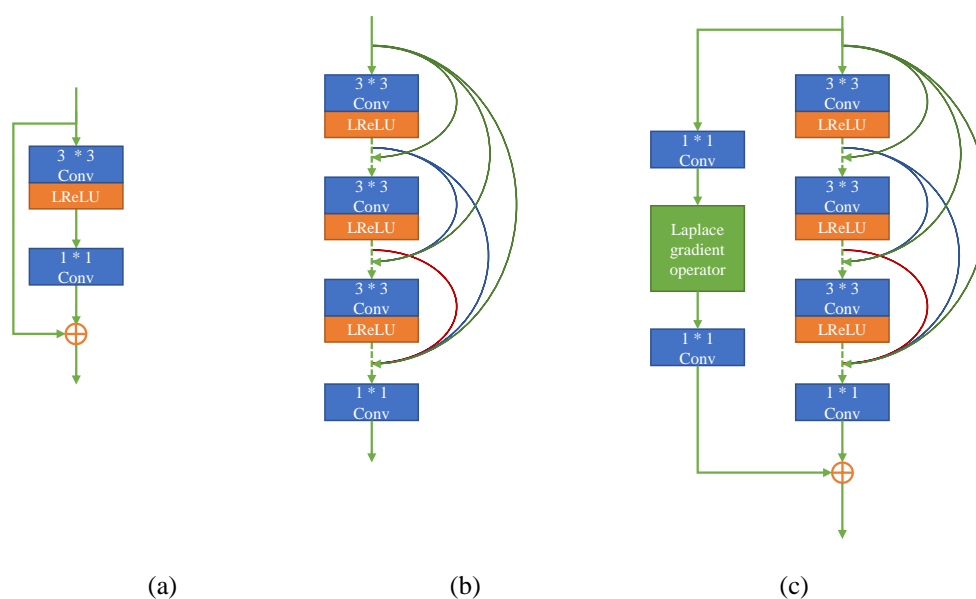 3 * 3
Conv
LReLU
1 * 1
Conv
(a)
3 * 3
Conv
LReLU
3 * 3
Conv
LReLU
3 * 3
Conv
LReLU
1 * 1
Conv
(b)
1 * 1
Conv
Laplace
gradient
operator
1 * 1
Conv
3 * 3
Conv
LReLU
3 * 3
Conv
LReLU
3 * 3
Conv
LReLU
1 * 1
Conv
(c)